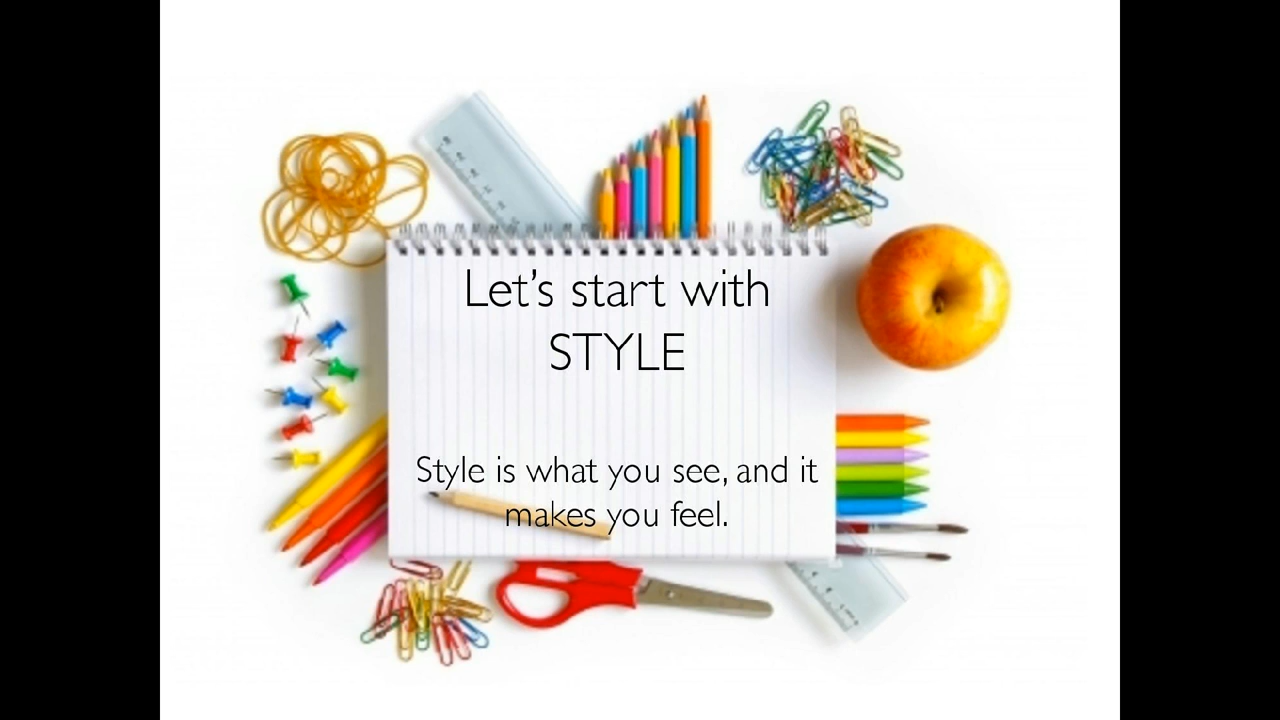 Let's start with
STYLE
Style is what you see, and it
makes you feel.